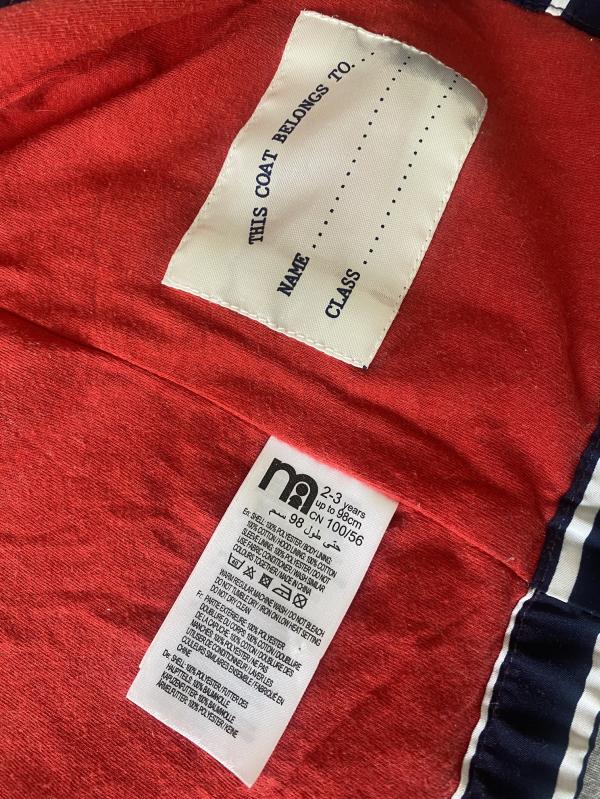 THIS COAT BELONGS TO...
NAME
CLASS
m
2-3 years
up to 98cm
CN 100/56
حتى طول 98 سم
En: SHELL: 100% POLYESTER/BODY LINING:
100% COTTON/HOOD LINING: 100% COTTON/
SLEEVE LINING: 100% POLYESTER/DO NOT
USE FABRIC CONDITIONER/WASH SIMILAR
COLOURS TOGETHER/MADE IN CHINA
WARM REGULAR MACHINE WASH / DO NOT BLEACH
DO NOT TUMBLE DRY / IRON ON LOW HEAT SETTING
DO NOT DRY CLEAN
Fr: PARTIE EXTÉRIEURE: 100% POLYESTER
DOUBLURE DU CORPS: 100% COTON/DOUBLURE
DE LA CAPUCHE: 100% COTON/DOUBLURE DES
MANCHES: 100% POLYESTER/NE PAS
UTILISER DE CONDITIONNEUR/LAVER LES
COULEURS SIMILAIRES ENSEMBLE/FABRIQUÉ EN
CHINE
De: SHELL: 100% POLYESTER/FUTTER DES
HAUPTTEILS: 100% BAUMWOLLE
KAPUZENFUTTER: 100% BAUMWOLLE
ÄRMELFUTTER: 100% POLYESTER/KEINE